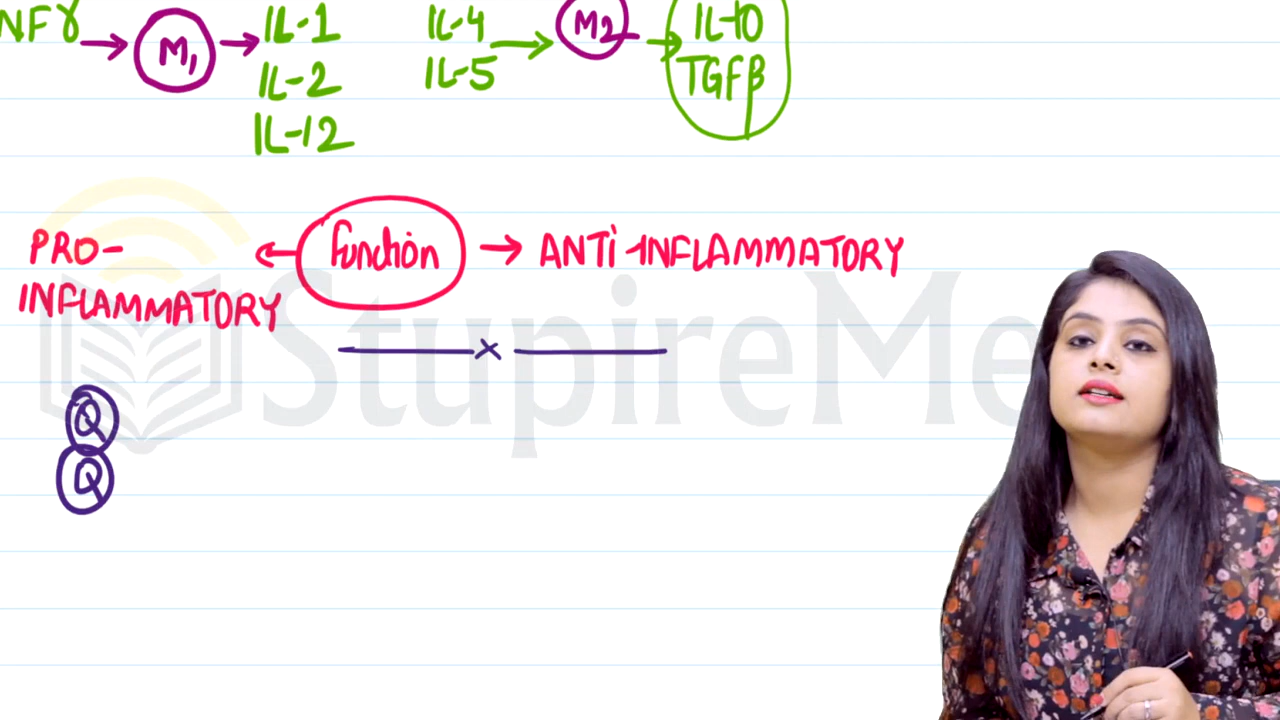 NFγ → M1 → IL-1 IL-4 → M2 → IL-10
IL-2 IL-5 TGFβ
IL-12
PRO- ← function → ANTI-INFLAMMATORY
INFLAMMATORY
x
StupireMe
Q
Q